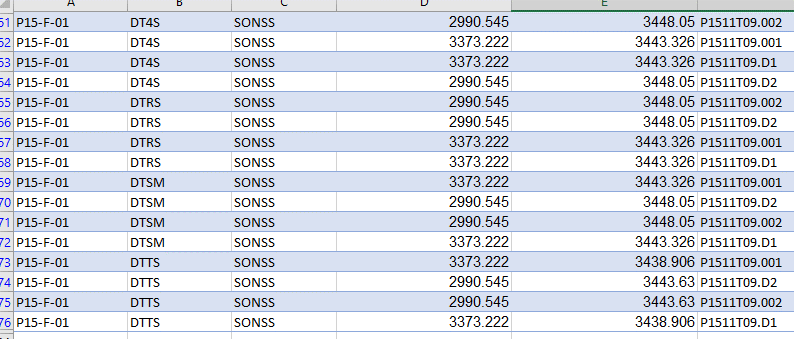 A B C D E
61 P15-F-01 DT4S SONSS 2990.545 3448.05 P1511T09.002
62 P15-F-01 DT4S SONSS 3373.222 3443.326 P1511T09.001
63 P15-F-01 DT4S SONSS 3373.222 3443.326 P1511T09.D1
64 P15-F-01 DT4S SONSS 2990.545 3448.05 P1511T09.D2
65 P15-F-01 DTRS SONSS 2990.545 3448.05 P1511T09.002
66 P15-F-01 DTRS SONSS 2990.545 3448.05 P1511T09.D2
67 P15-F-01 DTRS SONSS 3373.222 3443.326 P1511T09.001
68 P15-F-01 DTRS SONSS 3373.222 3443.326 P1511T09.D1
69 P15-F-01 DTSM SONSS 3373.222 3443.326 P1511T09.001
70 P15-F-01 DTSM SONSS 2990.545 3448.05 P1511T09.D2
71 P15-F-01 DTSM SONSS 2990.545 3448.05 P1511T09.002
72 P15-F-01 DTSM SONSS 3373.222 3443.326 P1511T09.D1
73 P15-F-01 DTTS SONSS 3373.222 3438.906 P1511T09.001
74 P15-F-01 DTTS SONSS 2990.545 3443.63 P1511T09.D2
75 P15-F-01 DTTS SONSS 2990.545 3443.63 P1511T09.002
76 P15-F-01 DTTS SONSS 3373.222 3438.906 P1511T09.D1